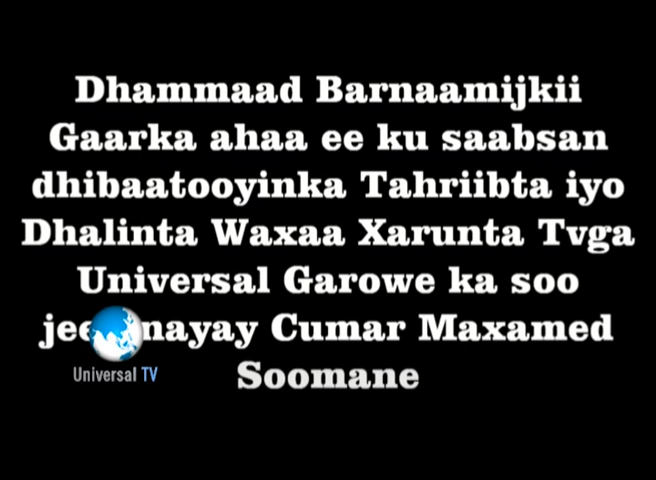 Dhammaad Barnaamijkii
Gaarka ahaa ee ku saabsan
dhibaatooyinka Tahriibta iyo
Dhalinta Waxaa Xarunta Tvga
Universal Garowe ka soo
Cumar Maxamed
Soomane
Universal TV